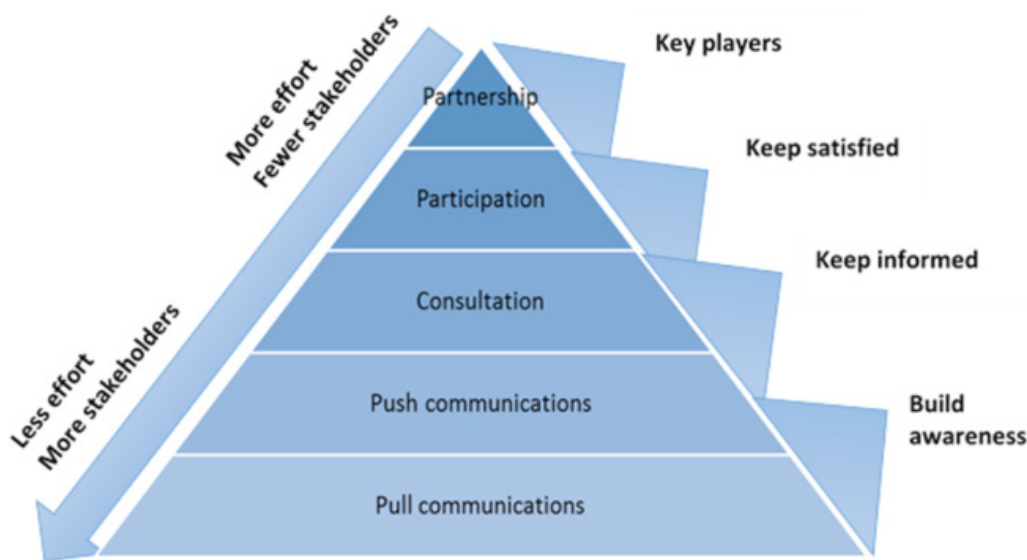 Key players
More effort
Fewer stakeholders
Partnership
Keep satisfied
Participation
Keep informed
Consultation
Less effort
More stakeholders
Push communications
Build
awareness
Pull communications